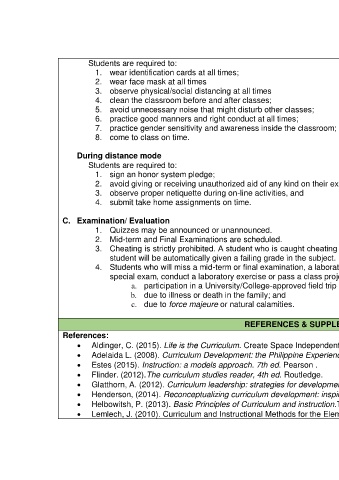 Students are required to:
1. wear identification cards at all times;
2. wear face mask at all times
3. observe physical/social distancing at all times
4. clean the classroom before and after classes;
5. avoid unnecessary noise that might disturb other classes;
6. practice good manners and right conduct at all times;
7. practice gender sensitivity and awareness inside the classroom;
8. come to class on time.
During distance mode
Students are required to:
1. sign an honor system pledge;
2. avoid giving or receiving unauthorized aid of any kind on their ex
3. observe proper netiquette during on-line activities, and
4. submit take home assignments on time.
C. Examination/ Evaluation
1. Quizzes may be announced or unannounced.
2. Mid-term and Final Examinations are scheduled.
3. Cheating is strictly prohibited. A student who is caught cheating
student will be automatically given a failing grade in the subject.
4. Students who will miss a mid-term or final examination, a laborat
special exam, conduct a laboratory exercise or pass a class proj
a. participation in a University/College-approved field trip
b. due to illness or death in the family; and
c. due to force majeure or natural calamities.
REFERENCES & SUPPLE
References:
• Aldinger, C. (2015). Life is the Curriculum. Create Space Independent
• Adelaida L. (2008). Curriculum Development: the Philippine Experienc
• Estes (2015). Instruction: a models approach. 7th ed. Pearson .
• Flinder. (2012).The curriculum studies reader, 4th ed. Routledge.
• Glatthorn, A. (2012). Curriculum leadership: strategies for developme
• Henderson, (2014). Reconceptualizing curriculum development: inspi
• Helbowitsh, P. (2013). Basic Principles of Curriculum and instruction.T
• Lemlech, J. (2010). Curriculum and Instructional Methods for the Elem